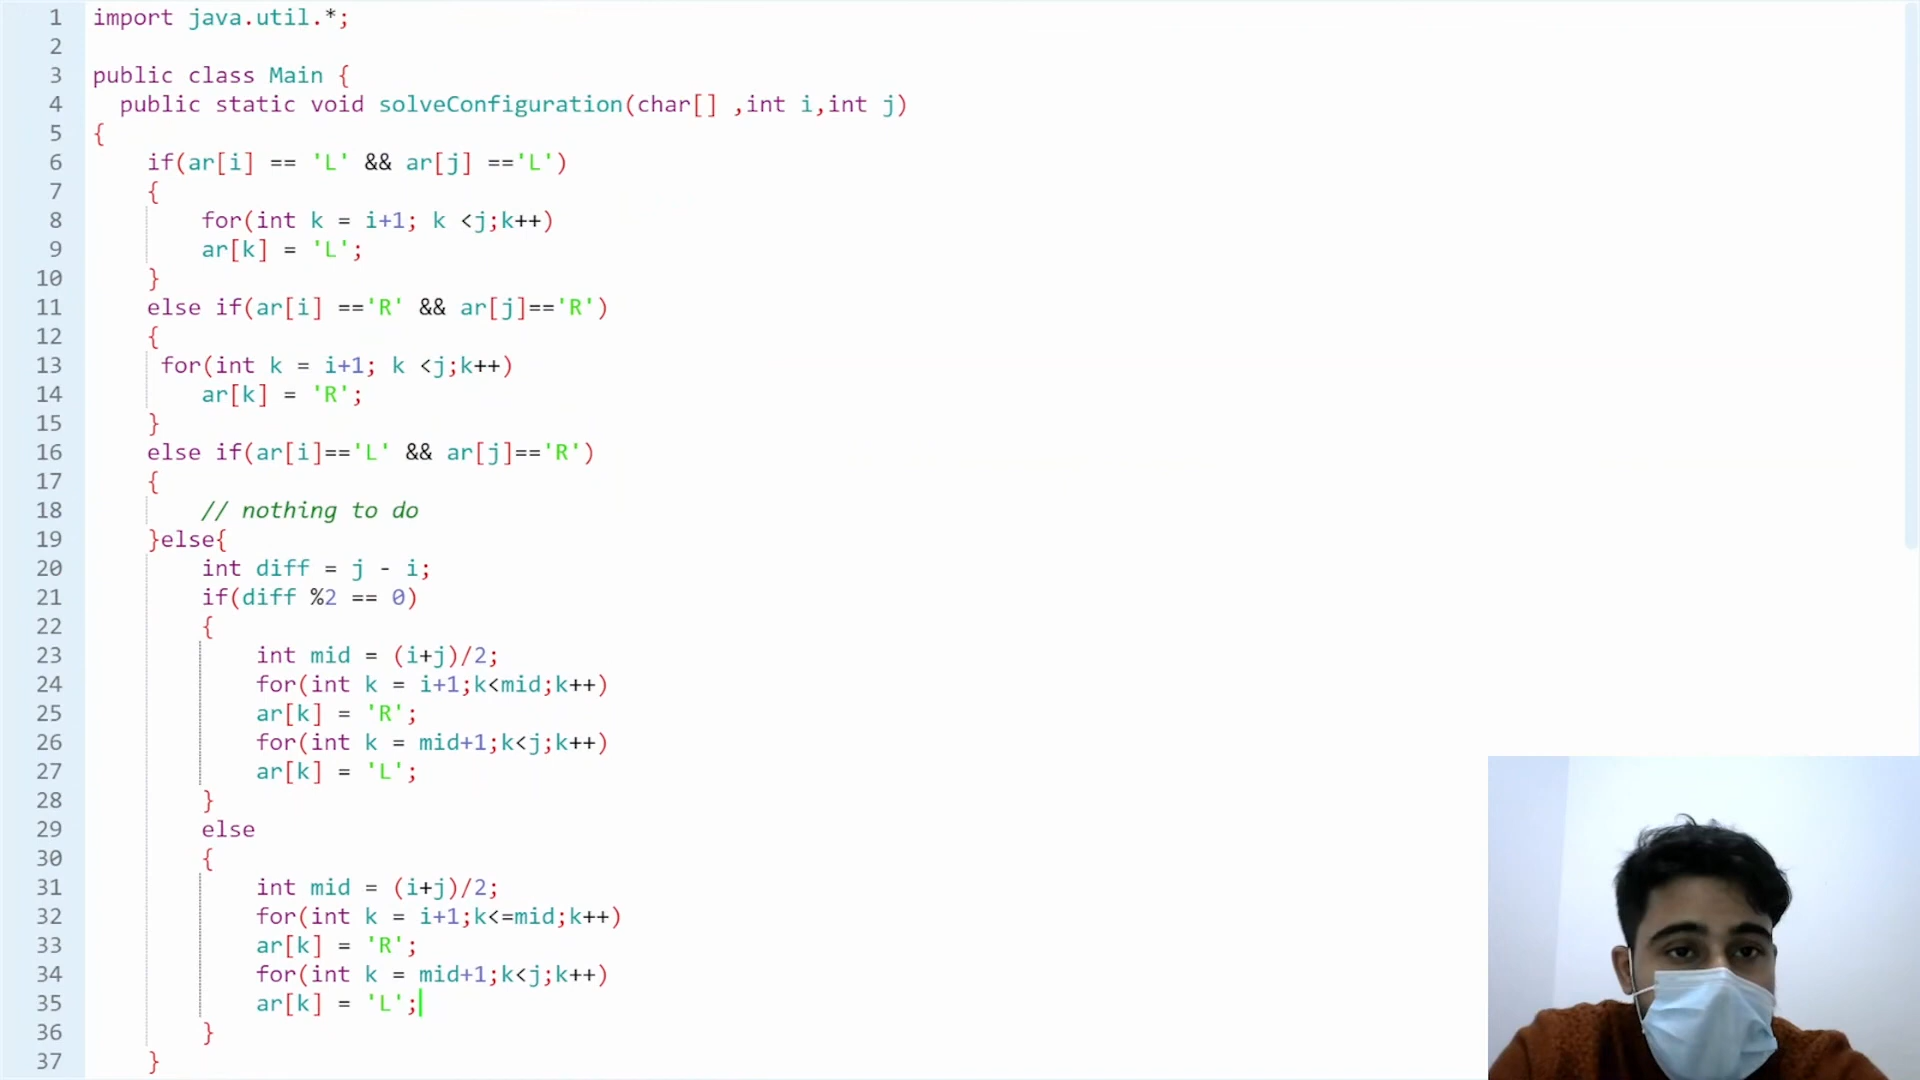 1 import java.util.*;
2
3 public class Main {
4 public static void solveConfiguration(char[] ,int i,int j)
5 {
6 if(ar[i] == 'L' && ar[j] =='L')
7 {
8 for(int k = i+1; k <j;k++)
9 ar[k] = 'L';
10 }
11 else if(ar[i] =='R' && ar[j]=='R')
12 {
13 for(int k = i+1; k <j;k++)
14 ar[k] = 'R';
15 }
16 else if(ar[i]=='L' && ar[j]=='R')
17 {
18 // nothing to do
19 }else{
20 int diff = j - i;
21 if(diff %2 == 0)
22 {
23 int mid = (i+j)/2;
24 for(int k = i+1;k<mid;k++)
25 ar[k] = 'R';
26 for(int k = mid+1;k<j;k++)
27 ar[k] = 'L';
28 }
29 else
30 {
31 int mid = (i+j)/2;
32 for(int k = i+1;k<=mid;k++)
33 ar[k] = 'R';
34 for(int k = mid+1;k<j;k++)
35 ar[k] = 'L';
36 }
37 }